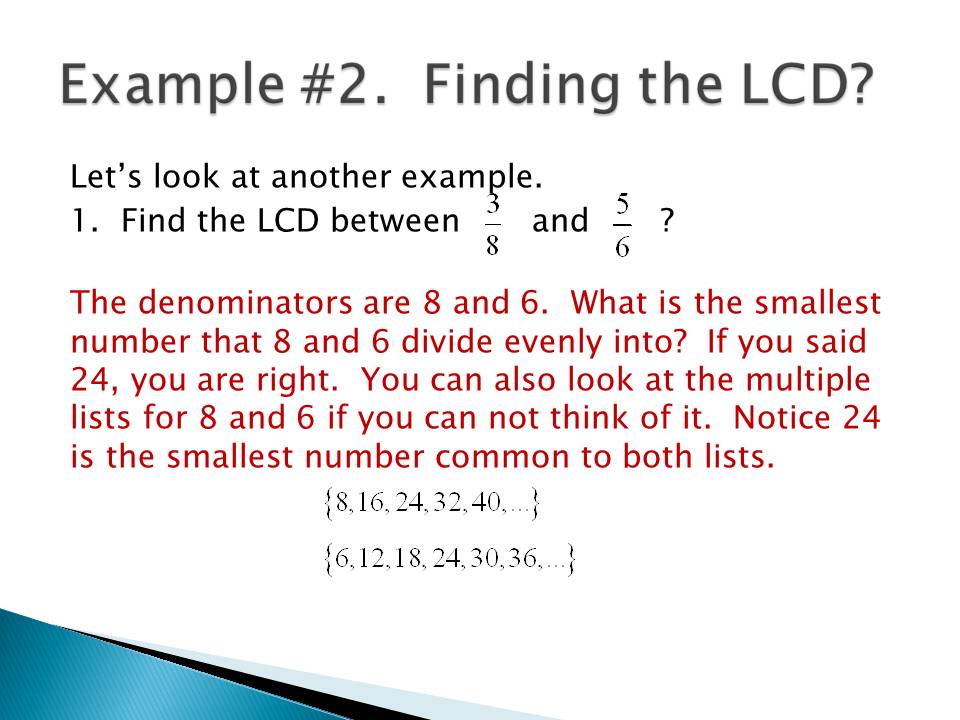 Example #2.  Finding the LCD?
Let’s look at another example.
1.  Find the LCD between 3/8 and 5/6 ?
The denominators are 8 and 6.  What is the smallest
number that 8 and 6 divide evenly into?  If you said
24, you are right.  You can also look at the multiple
lists for 8 and 6 if you can not think of it.  Notice 24
is the smallest number common to both lists.
{8,16,24,32,40,...}
{6,12,18,24,30,36,...}